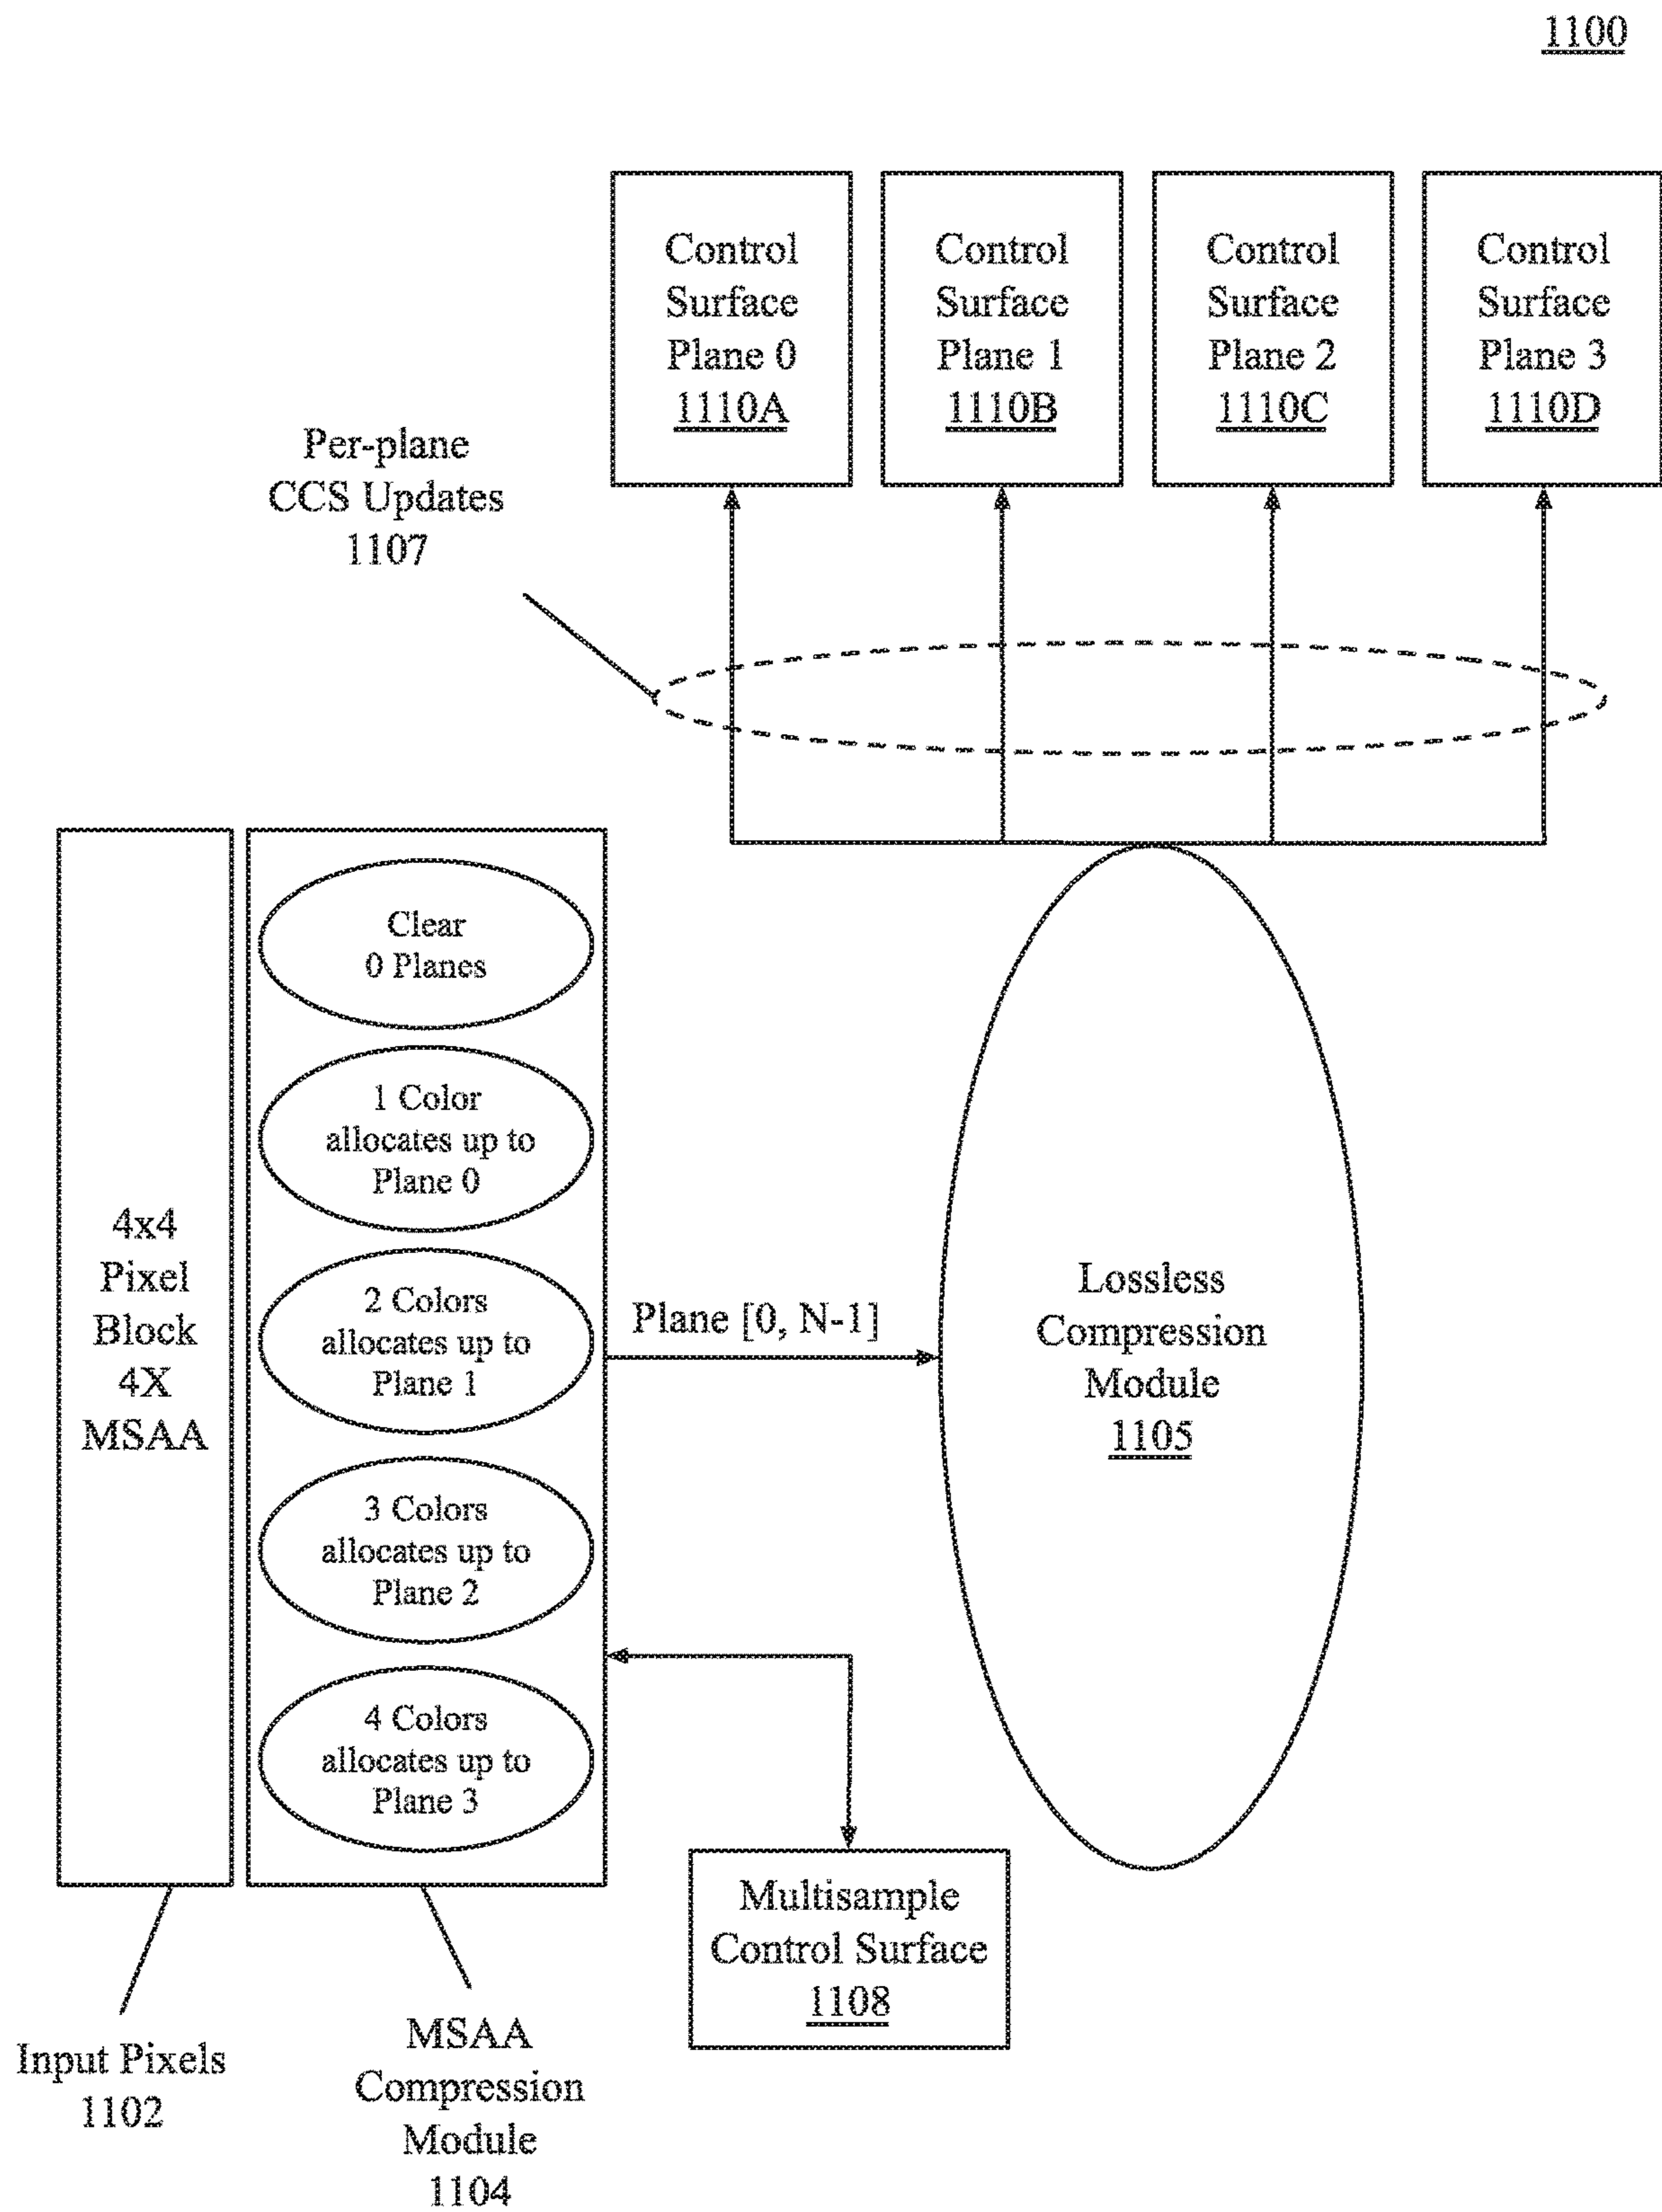 1100
Control
Surface
Plane 0
1110A
Control
Surface
Plane 1
1110B
Control
Surface
Plane 2
1110C
Control
Surface
Plane 3
1110D
Per-plane
CCS Updates
1107
4x4
Pixel
Block
4X
MSAA
Clear
0 Planes
1 Color
allocates up to
Plane 0
2 Colors
allocates up to
Plane 1
3 Colors
allocates up to
Plane 2
4 Colors
allocates up to
Plane 3
Plane [0, N-1]
Lossless
Compression
Module
1105
Multisample
Control Surface
1108
Input Pixels
1102
MSAA
Compression
Module
1104